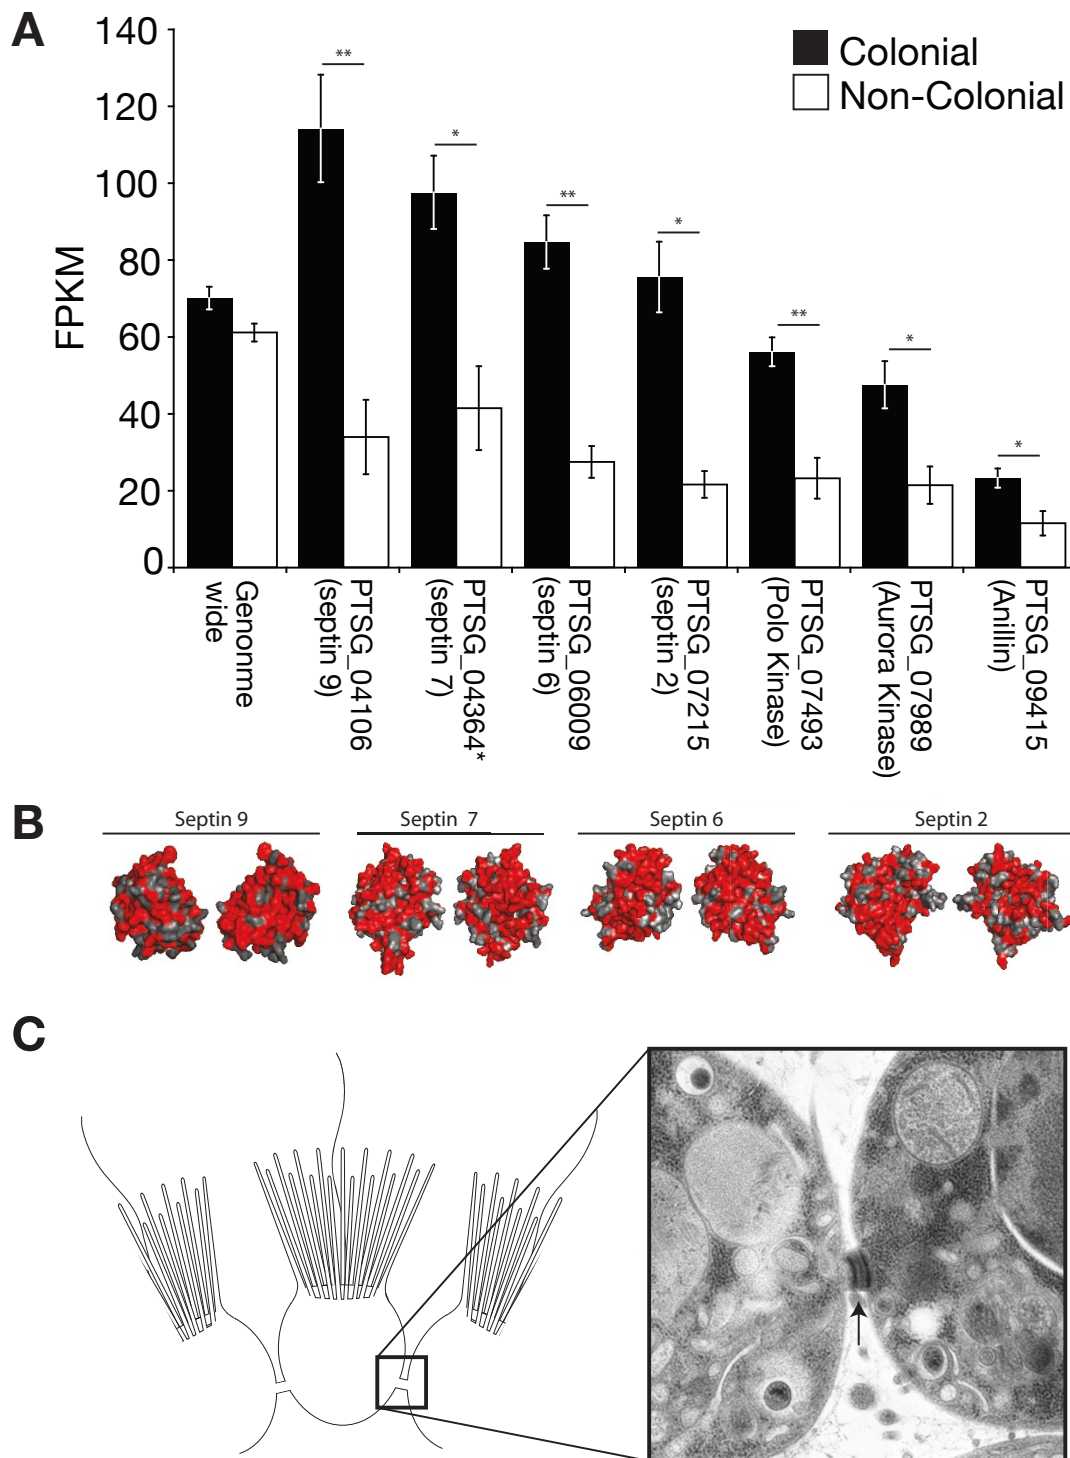 A
140
120
100
80
60
40
20
0
FPKM
Colonial
Non-Colonial
**
*
**
*
**
*
*
Genonme
wide
PTSG_04106
(septin 9)
PTSG_04364*
(septin 7)
PTSG_06009
(septin 6)
PTSG_07215
(septin 2)
PTSG_07493
(Polo Kinase)
PTSG_07989
(Aurora Kinase)
PTSG_09415
(Anillin)
B
Septin 9
Septin 7
Septin 6
Septin 2
C